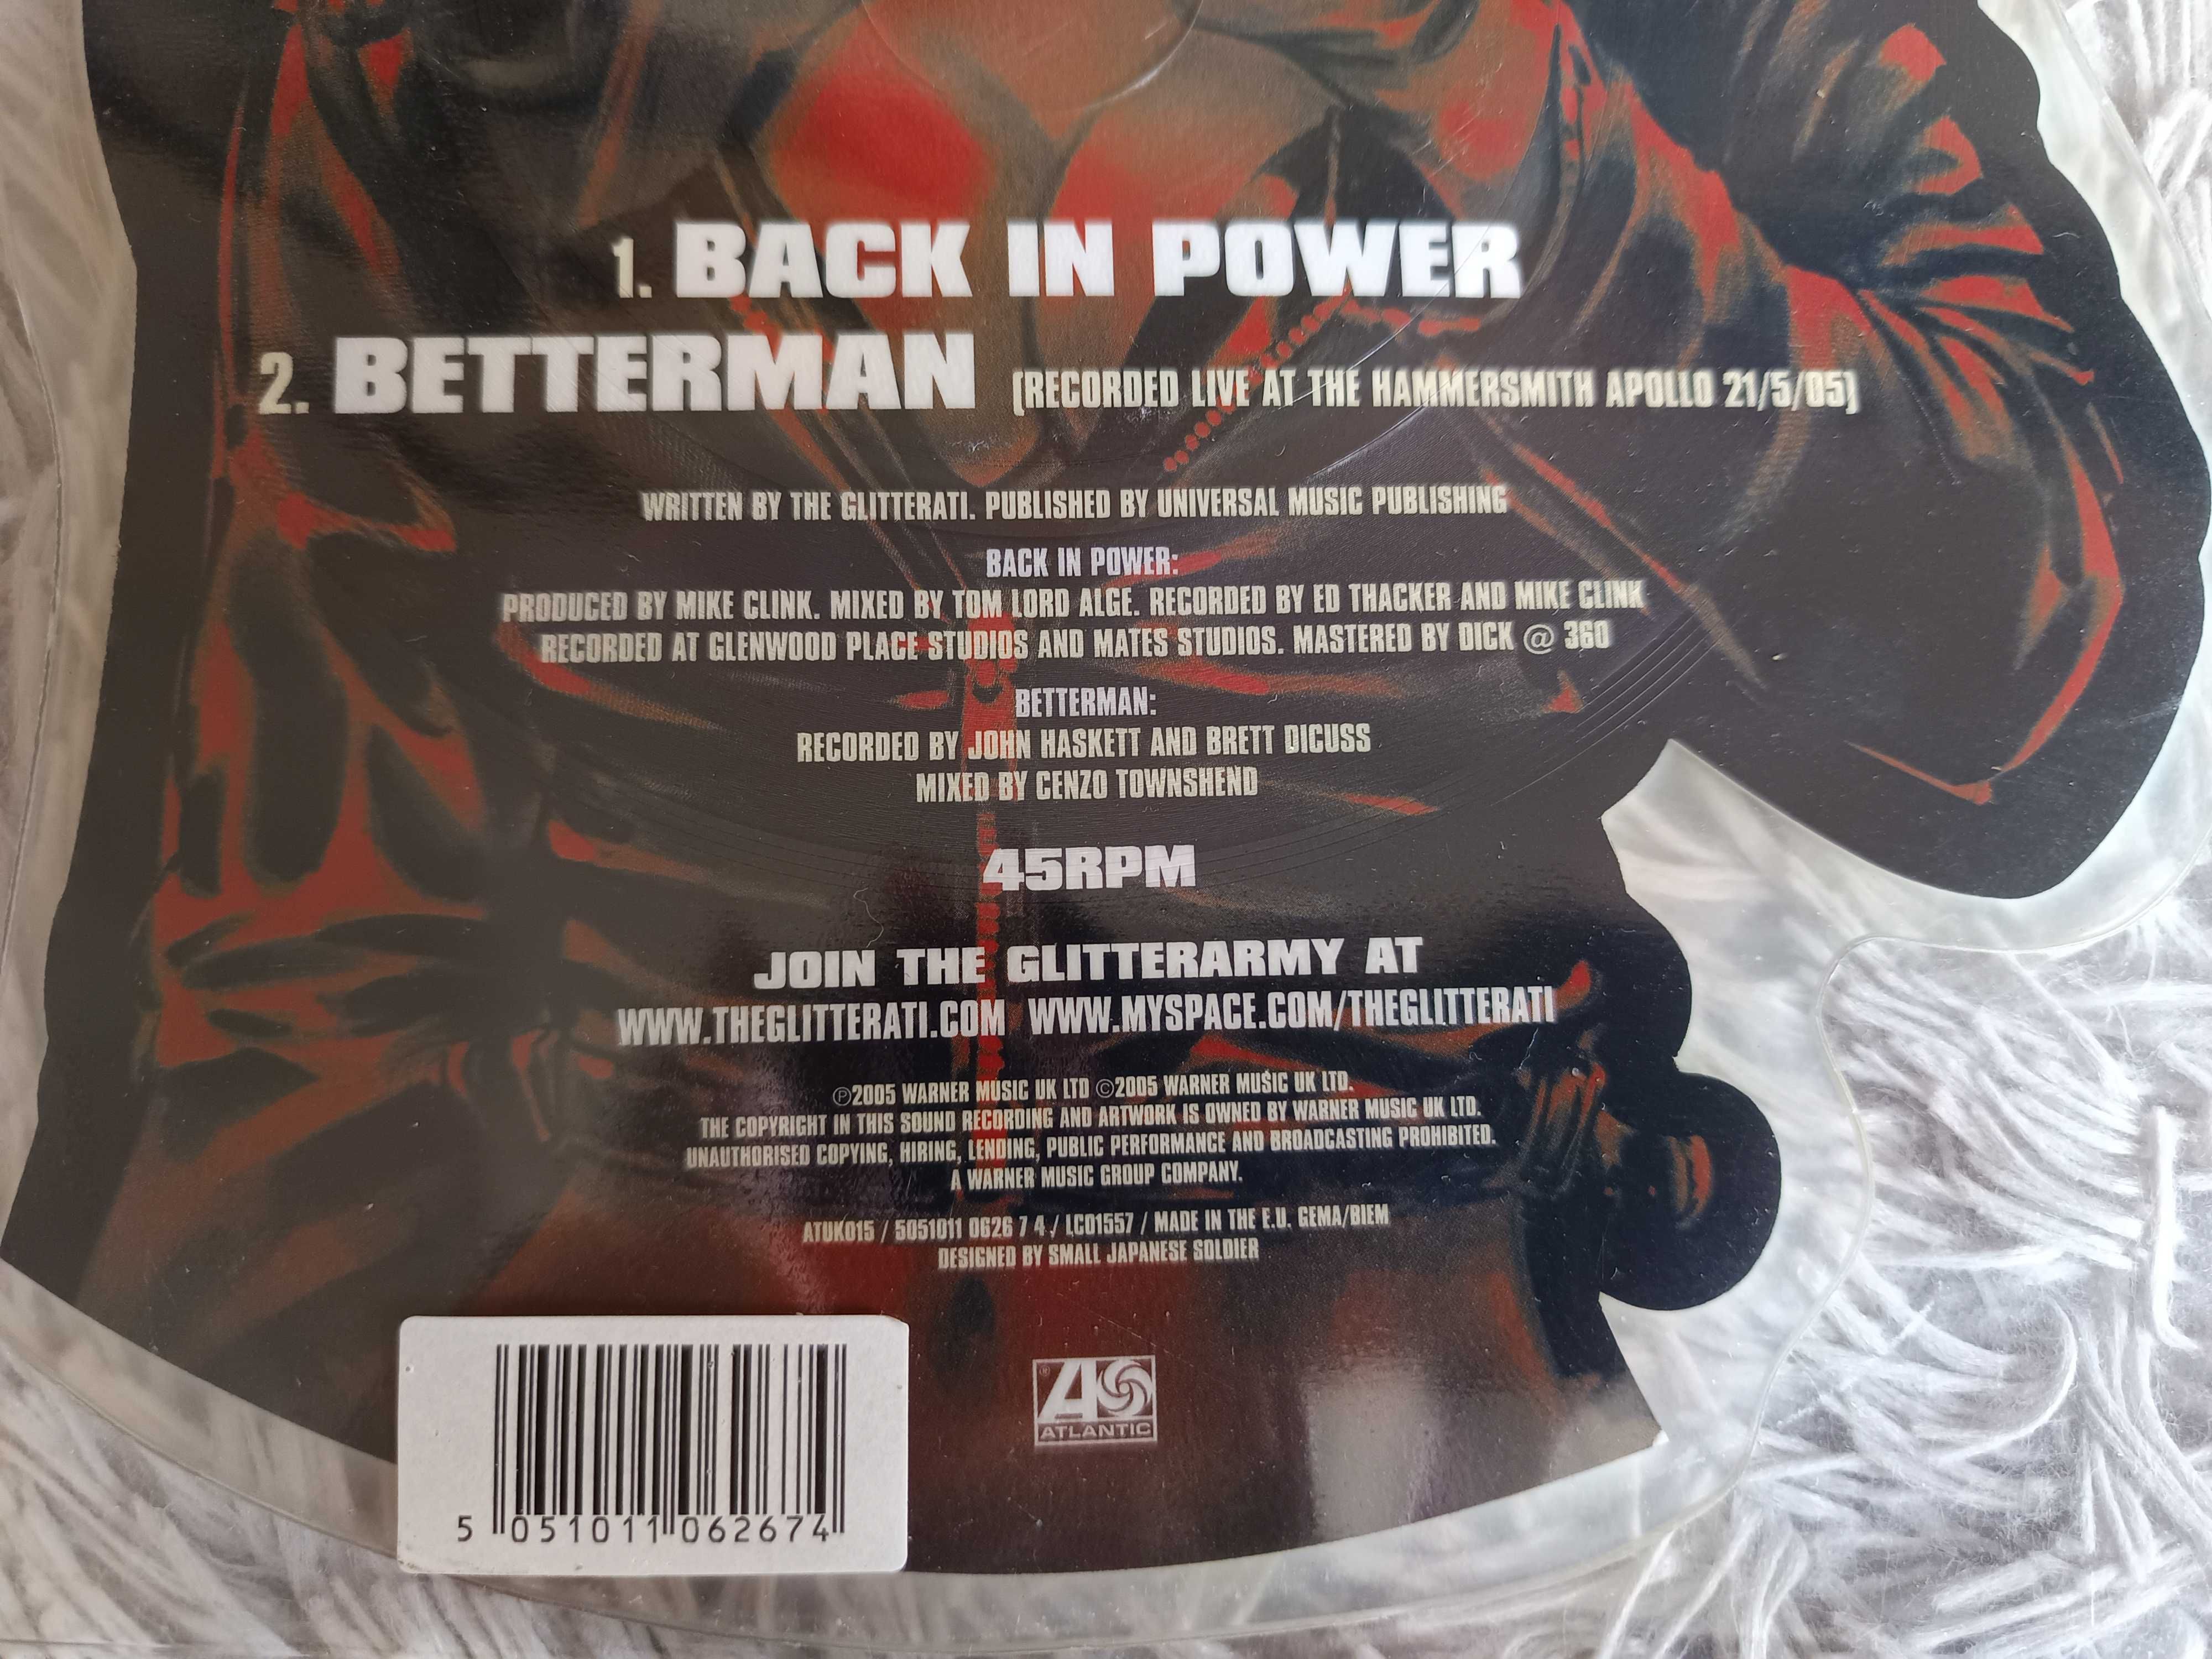 1. BACK IN POWER
2. BETTERMAN (RECORDED LIVE AT THE HAMMERSMITH APOLLO 21/5/05)
WRITTEN BY THE GLITTERATI. PUBLISHED BY UNIVERSAL MUSIC PUBLISHING
BACK IN POWER:
PRODUCED BY MIKE CLINK. MIXED BY TOM LORD ALGE. RECORDED BY ED THACKER AND MIKE CLINK
RECORDED AT GLENWOOD PLACE STUDIOS AND MATES STUDIOS. MASTERED BY DICK @ 360
BETTERMAN:
RECORDED BY JOHN HASKETT AND BRETT DICUSS
MIXED BY CENZO TOWNSHEND
45RPM
JOIN THE GLITTERARMY AT
WWW.THEGLITTERATI.COM WWW.MYSPACE.COM/THEGLITTERATI
℗2005 WARNER MUSIC UK LTD ©2005 WARNER MUSIC UK LTD.
THE COPYRIGHT IN THIS SOUND RECORDING AND ARTWORK IS OWNED BY WARNER MUSIC UK LTD.
UNAUTHORISED COPYING, HIRING, LENDING, PUBLIC PERFORMANCE AND BROADCASTING PROHIBITED.
A WARNER MUSIC GROUP COMPANY.
ATUK015 / 5051011 0626 7 4 / LC01557 / MADE IN THE E.U. GEMA/BIEM
DESIGNED BY SMALL JAPANESE SOLDIER
ATLANTIC
5 051011 062674